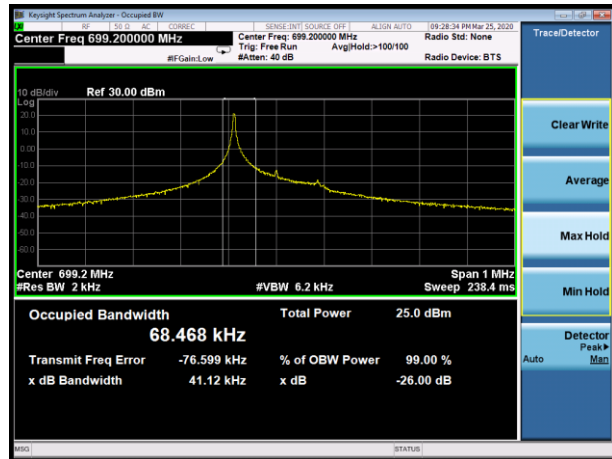 Keysight Spectrum Analyzer - Occupied BW
RF 50 Ω AC CORREC SENSE:INT SOURCE OFF ALIGN AUTO 09:28:34 PM Mar 25, 2020
Center Freq 699.200000 MHz
Center Freq: 699.200000 MHz
Radio Std: None
Trig: Free Run Avg|Hold:>100/100
#IFGain:Low
#Atten: 40 dB
Radio Device: BTS
Trace/Detector
10 dB/div Ref 30.00 dBm
Log
20.0
10.0
0.00
-10.0
-20.0
-30.0
-40.0
-50.0
-60.0
Center 699.2 MHz
Span 1 MHz
#Res BW 2 kHz
#VBW 6.2 kHz
Sweep 238.4 ms
Occupied Bandwidth
68.468 kHz
Total Power 25.0 dBm
Transmit Freq Error -76.599 kHz
% of OBW Power 99.00 %
x dB Bandwidth 41.12 kHz
x dB -26.00 dB
Clear Write
Average
Max Hold
Min Hold
Detector
Peak▶
Auto Man
MSG
STATUS